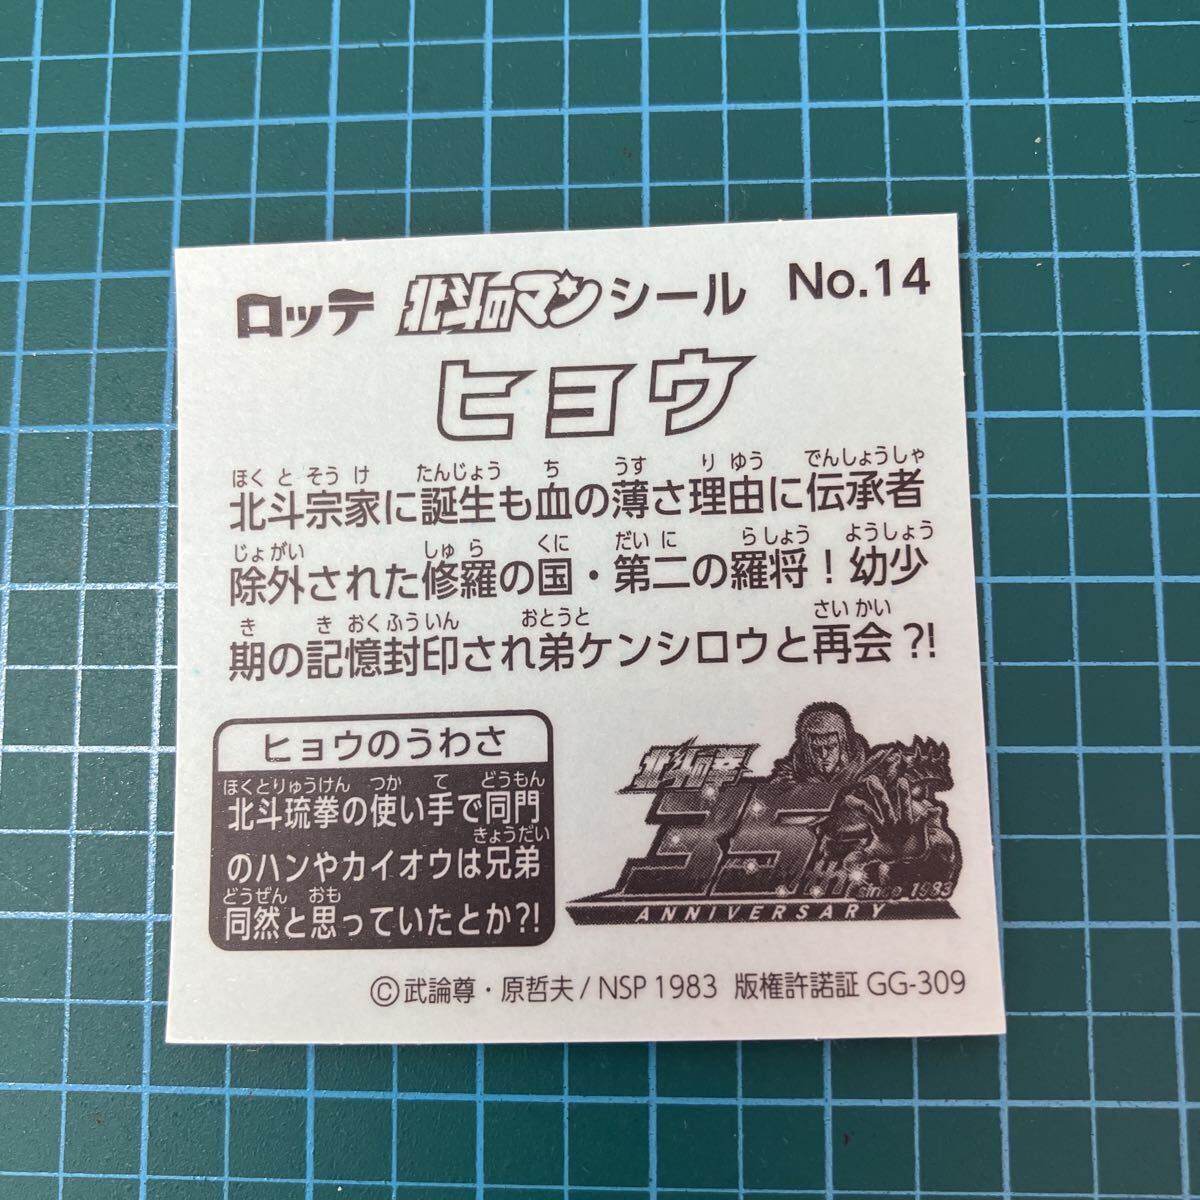 ロッテ 北斗のマンシール No.14
ヒョウ
ほくとそうけ たんじょう ち うす りゆう でんしょうしゃ
北斗宗家に誕生も血の薄さ理由に伝承者
じょがい しゅら くに だいに らしょう ようしょう
除外された修羅の国・第二の羅将！幼少
き きおくふういん おとうと さいかい
期の記憶封印され弟ケンシロウと再会?!
ヒョウのうわさ
ほくとりゅうけん つか て どうもん
北斗琉拳の使い手で同門
きょうだい
のハンやカイオウは兄弟
どうぜん おも
同然と思っていたとか?!
北斗の拳
35
since 1983
ANNIVERSARY
©武論尊・原哲夫/NSP 1983 版権許諾証 GG-309